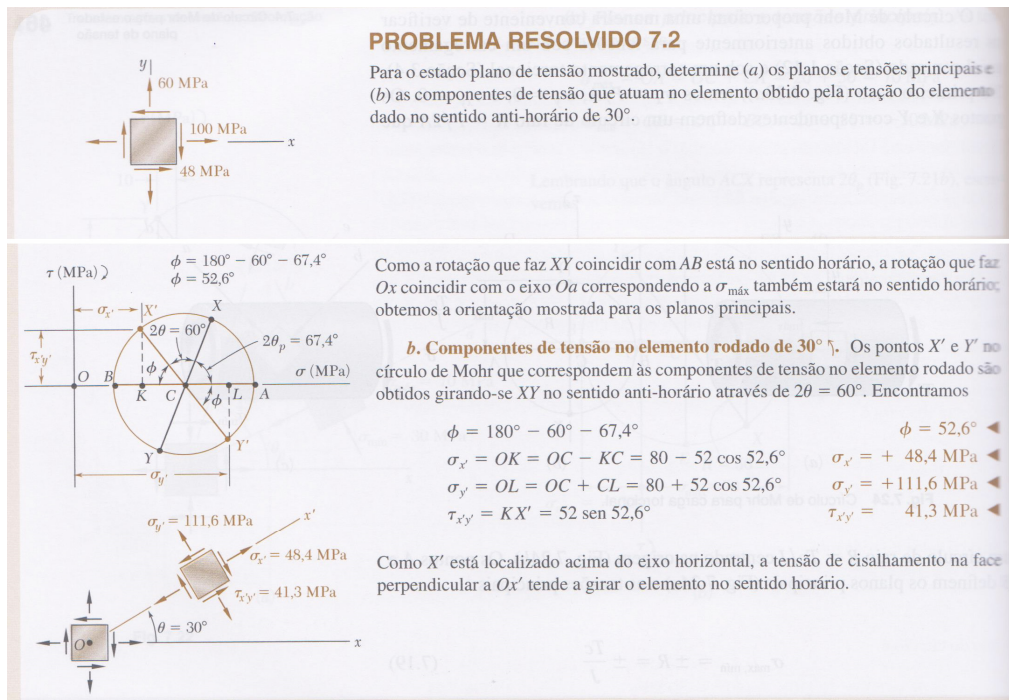 PROBLEMA RESOLVIDO 7.2
Para o estado plano de tensão mostrado, determine (a) os planos e tensões principais e
(b) as componentes de tensão que atuam no elemento obtido pela rotação do elemento
dado no sentido anti-horário de 30°.
y
60 MPa
100 MPa
x
48 MPa
τ (MPa)
ϕ = 180° − 60° − 67,4°
ϕ = 52,6°
σx'
X'
X
2θ = 60°
2θp = 67,4°
τx'y'
ϕ
σ (MPa)
O B K C ϕ L A
Y
Y'
σy'
Como a rotação que faz XY coincidir com AB está no sentido horário, a rotação que faz
Ox coincidir com o eixo Oa correspondendo a σmáx também estará no sentido horário;
obtemos a orientação mostrada para os planos principais.
b. Componentes de tensão no elemento rodado de 30° ↰. Os pontos X' e Y' no
círculo de Mohr que correspondem às componentes de tensão no elemento rodado são
obtidos girando-se XY no sentido anti-horário através de 2θ = 60°. Encontramos
ϕ = 180° − 60° − 67,4° ϕ = 52,6° ◄
σx' = OK = OC − KC = 80 − 52 cos 52,6° σx' = + 48,4 MPa ◄
σy' = OL = OC + CL = 80 + 52 cos 52,6° σy' = +111,6 MPa ◄
τx'y' = KX' = 52 sen 52,6° τx'y' = 41,3 MPa ◄
Como X' está localizado acima do eixo horizontal, a tensão de cisalhamento na face
perpendicular a Ox' tende a girar o elemento no sentido horário.
σy' = 111,6 MPa
x'
σx' = 48,4 MPa
τx'y' = 41,3 MPa
θ = 30°
O
x